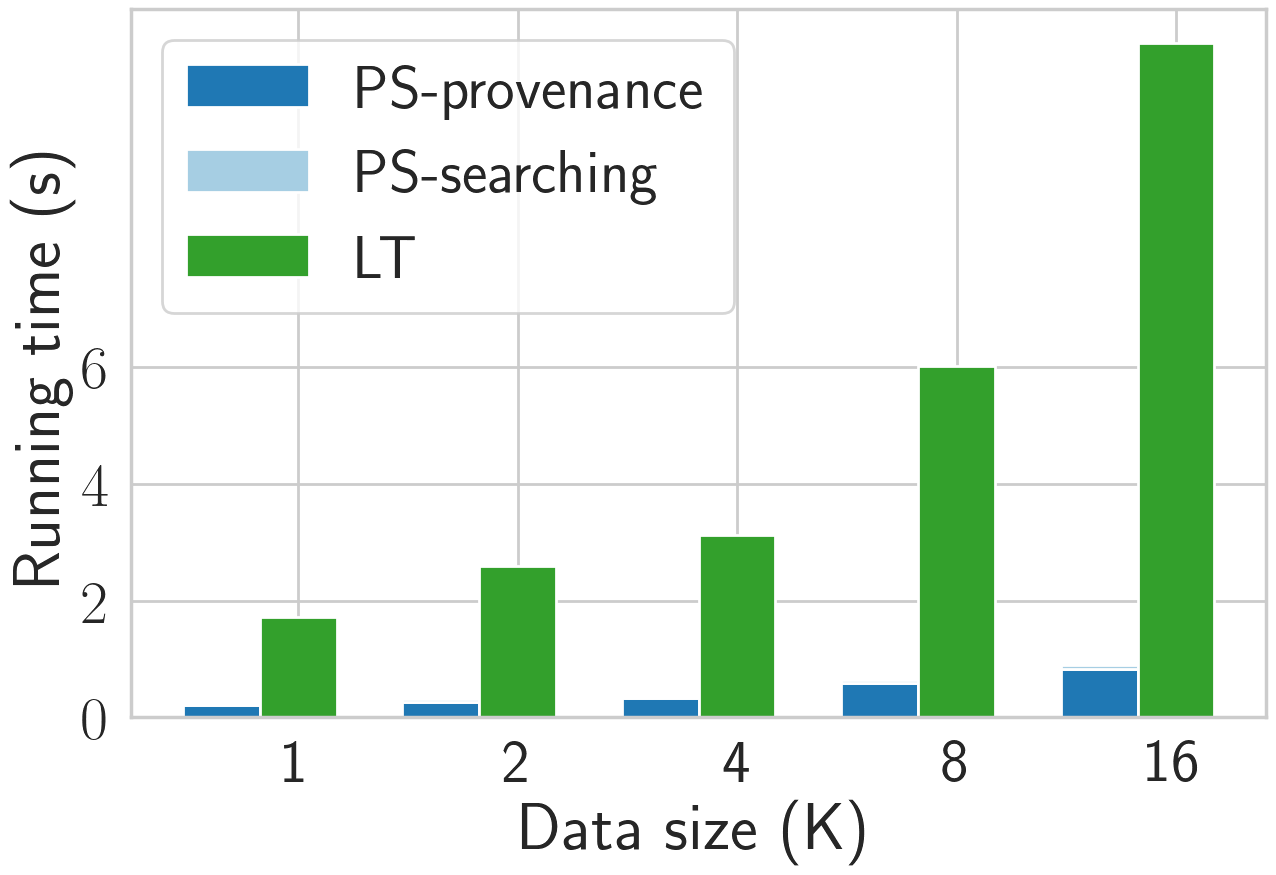 PS-provenance
PS-searching
LT
Running time (s)
6
4
2
0
1 2 4 8 16
Data size (K)